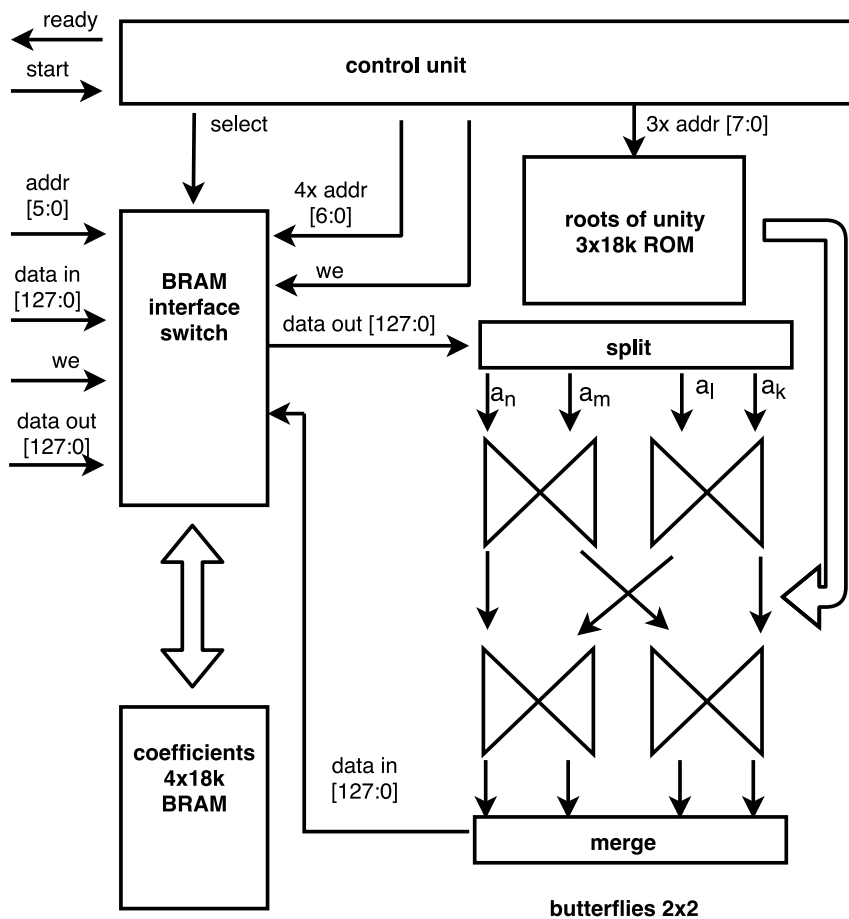 ready
control unit
start
select
3x addr [7:0]
addr
[5:0]
4x addr
[6:0]
roots of unity
3x18k ROM
data in
[127:0]
BRAM
interface
switch
we
data out [127:0]
split
we
a_n
a_m
a_l
a_k
data out
[127:0]
coefficients
4x18k
BRAM
data in
[127:0]
merge
butterflies 2x2